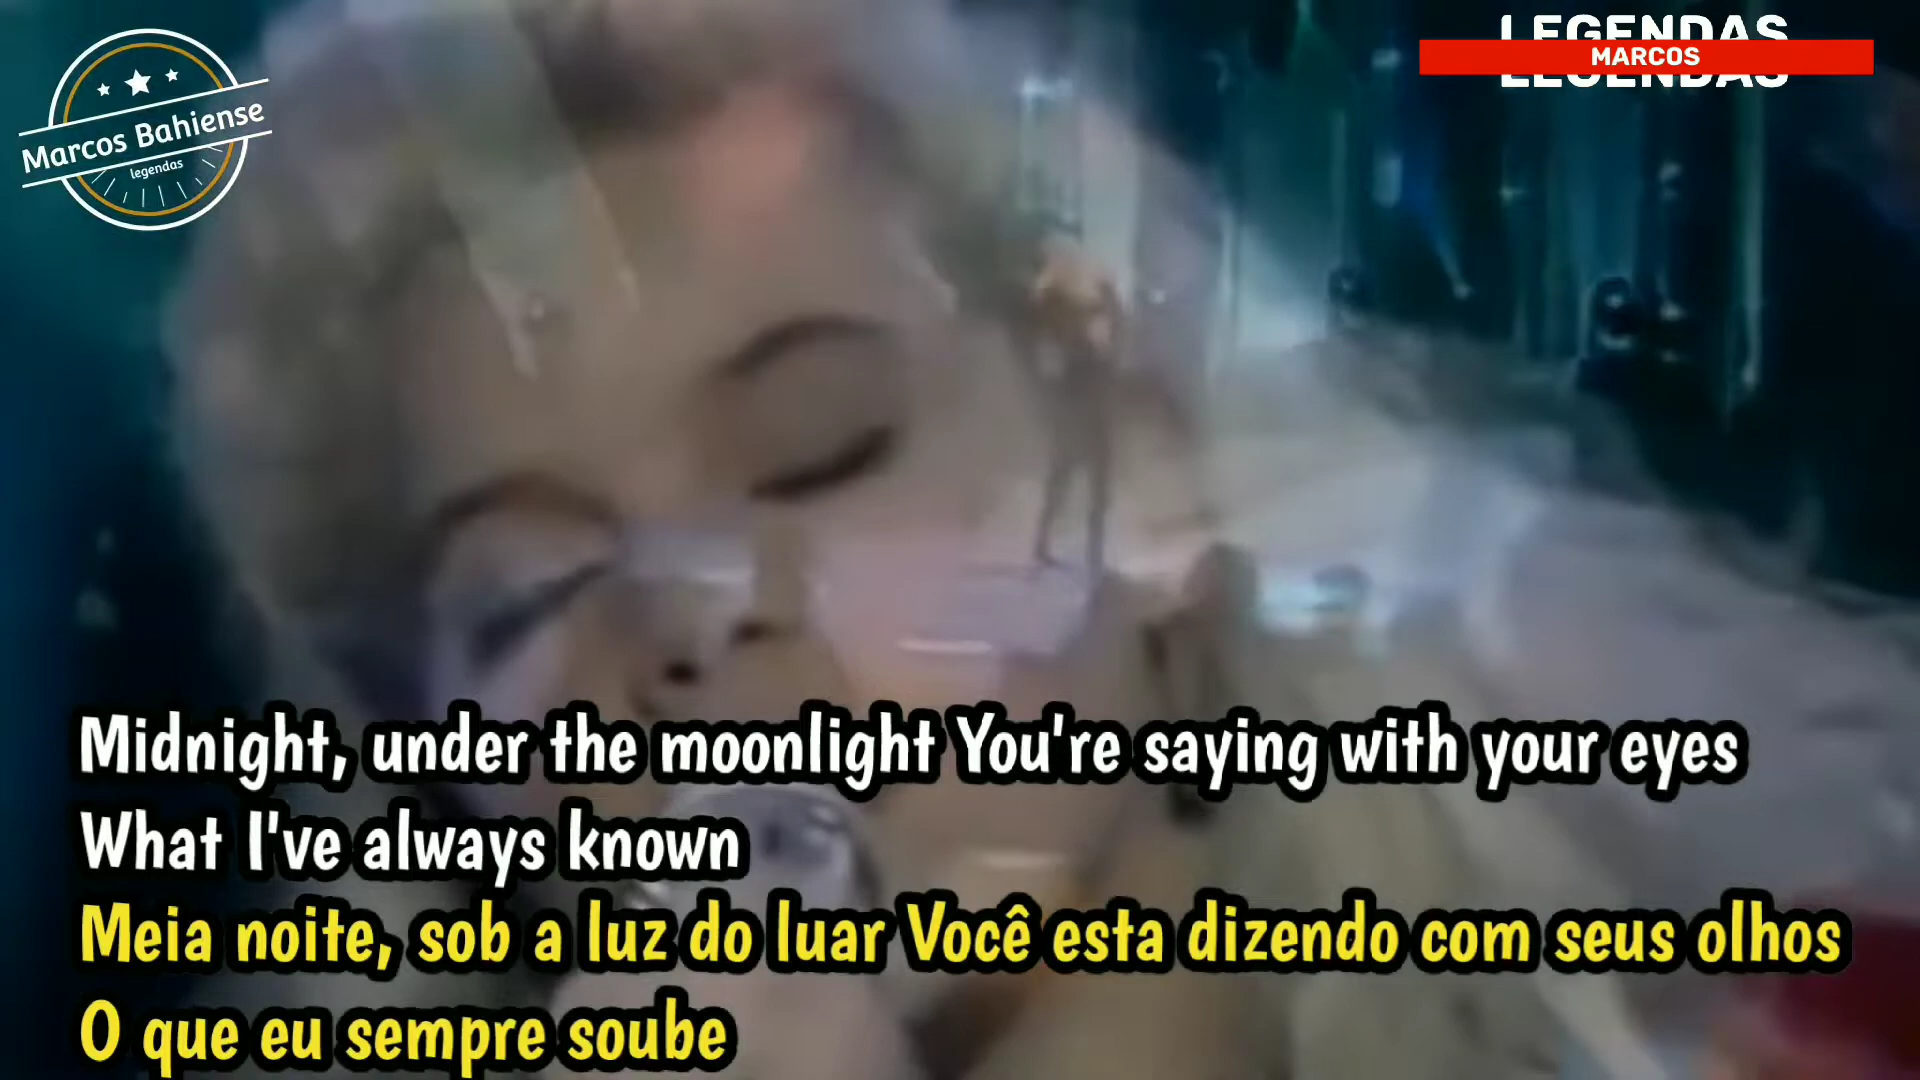 Marcos Bahiense
legendas
LEGENDAS
MARCOS
LEGENDAS
Midnight, under the moonlight You're saying with your eyes
What I've always known
Meia noite, sob a luz do luar Você esta dizendo com seus olhos
O que eu sempre soube